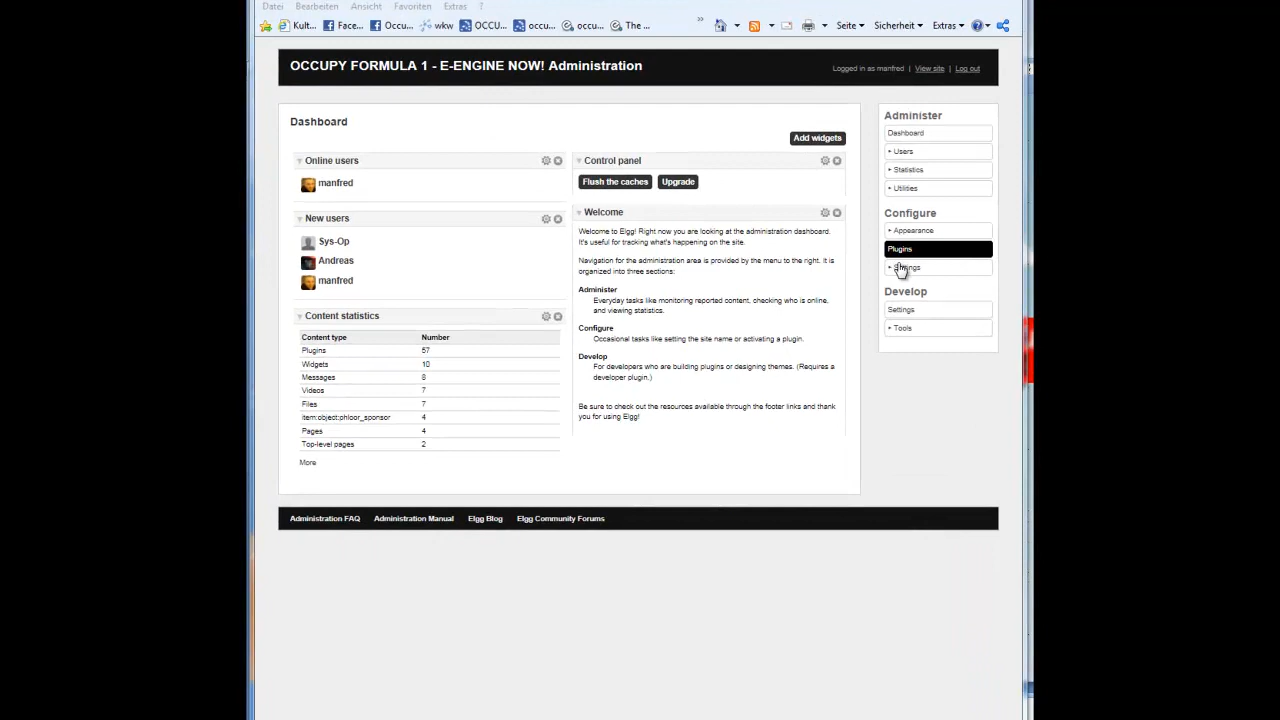 Datei Bearbeiten Ansicht Favoriten Extras ?
Kult... Face... Occu... wkw OCCU... occu... occu... The ... » Seite Sicherheit Extras
OCCUPY FORMULA 1 - E-ENGINE NOW! Administration
Logged in as manfred | View site | Log out
Dashboard
Add widgets
Online users
manfred
New users
Sys-Op
Andreas
manfred
Content statistics
Content type Number
Plugins 57
Widgets 10
Messages 8
Videos 7
Files 7
item:object:phloor_sponsor 4
Pages 4
Top-level pages 2
More
Control panel
Flush the caches Upgrade
Welcome
Welcome to Elgg! Right now you are looking at the administration dashboard.
It's useful for tracking what's happening on the site.
Navigation for the administration area is provided by the menu to the right. It is
organized into three sections:
Administer
Everyday tasks like monitoring reported content, checking who is online,
and viewing statistics.
Configure
Occasional tasks like setting the site name or activating a plugin.
Develop
For developers who are building plugins or designing themes. (Requires a
developer plugin.)
Be sure to check out the resources available through the footer links and thank
you for using Elgg!
Administer
Dashboard
Users
Statistics
Utilities
Configure
Appearance
Plugins
Settings
Develop
Settings
Tools
Administration FAQ Administration Manual Elgg Blog Elgg Community Forums